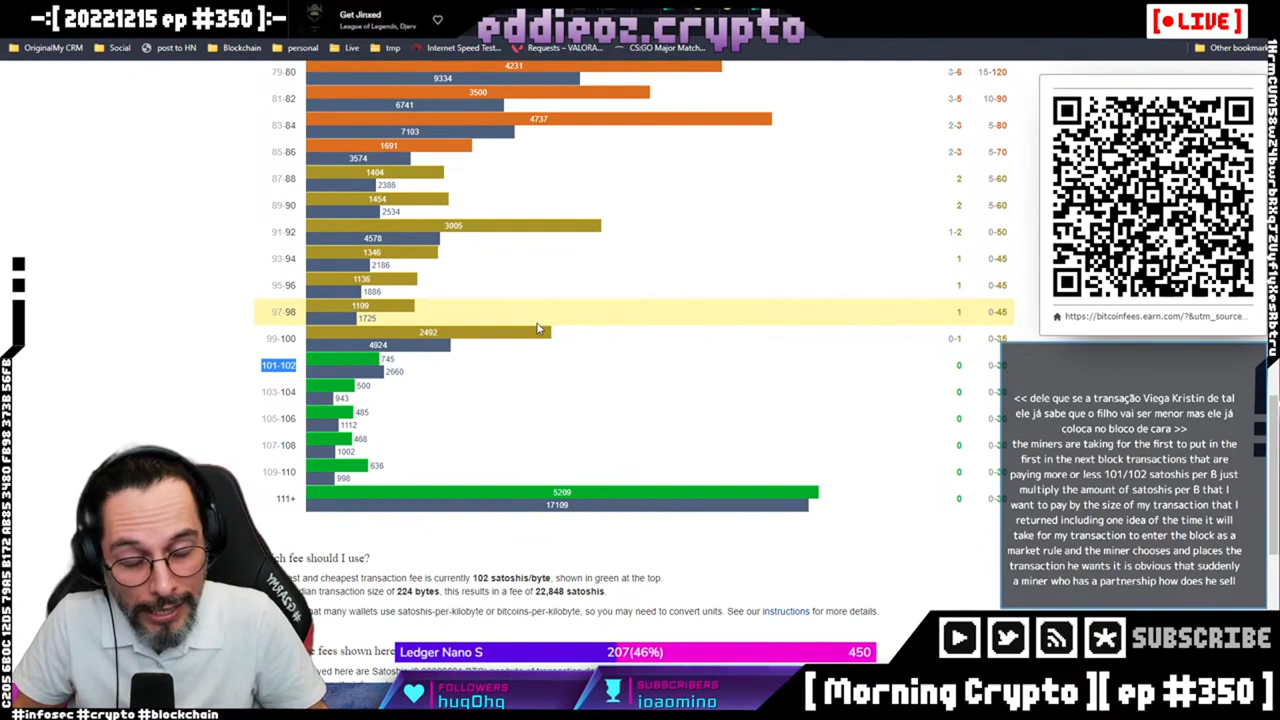 -:[ 20221215 ep #350 ]:-
Get Jinxed
League of Legends, Djerv
eddieoz.crypto
[ LIVE ]
OriginalMy CRM
Social
post to HN
Blockchain
personal
Live
tmp
Internet Speed Test...
Requests – VALORA...
CS:GO Major Match...
Other bookmar
79-80 4231 9334 3-6 15-120
81-82 3500 6741 3-5 10-90
83-84 4737 7103 2-3 5-80
85-86 1691 3574 2-3 5-70
87-88 1404 2386 2 5-60
89-90 1454 2534 2 5-60
91-92 3005 4578 1-2 0-50
93-94 1346 2186 1 0-45
95-96 1136 1886 1 0-45
97-98 1109 1725 1 0-45
99-100 2492 4924 0-1 0-35
101-102 745 2660 0
103-104 500 943 0
105-106 485 1112 0
107-108 468 1002 0
109-110 636 998 0
111+ 5209 17109 0
https://bitcoinfees.earn.com/?&utm_source...
<< dele que se a transação Viega Kristin de tal
ele já sabe que o filho vai ser menor mas ele já
coloca no bloco de cara >>
the miners are taking for the first to put in the
first in the next block transactions that are
paying more or less 101/102 satoshis per B just
multiply the amount of satoshis per B that I
want to pay by the size of my transaction that I
returned including one idea of the time it will
take for my transaction to enter the block as a
market rule and the miner chooses and places the
transaction he wants it is obvious that suddenly
a miner who has a partnership how does he sell
ch fee should I use?
est and cheapest transaction fee is currently 102 satoshis/byte, shown in green at the top.
dian transaction size of 224 bytes, this results in a fee of 22,848 satoshis.
hat many wallets use satoshis-per-kilobyte or bitcoins-per-kilobyte, so you may need to convert units. See our instructions for more details.
e fees shown here
Ledger Nano S 207(46%) 450
FOLLOWERS
hug0hg
SUBSCRIBERS
joaomino
SUBSCRIBE
[ Morning Crypto ][ ep #350 ]
#infosec #crypto #blockchain